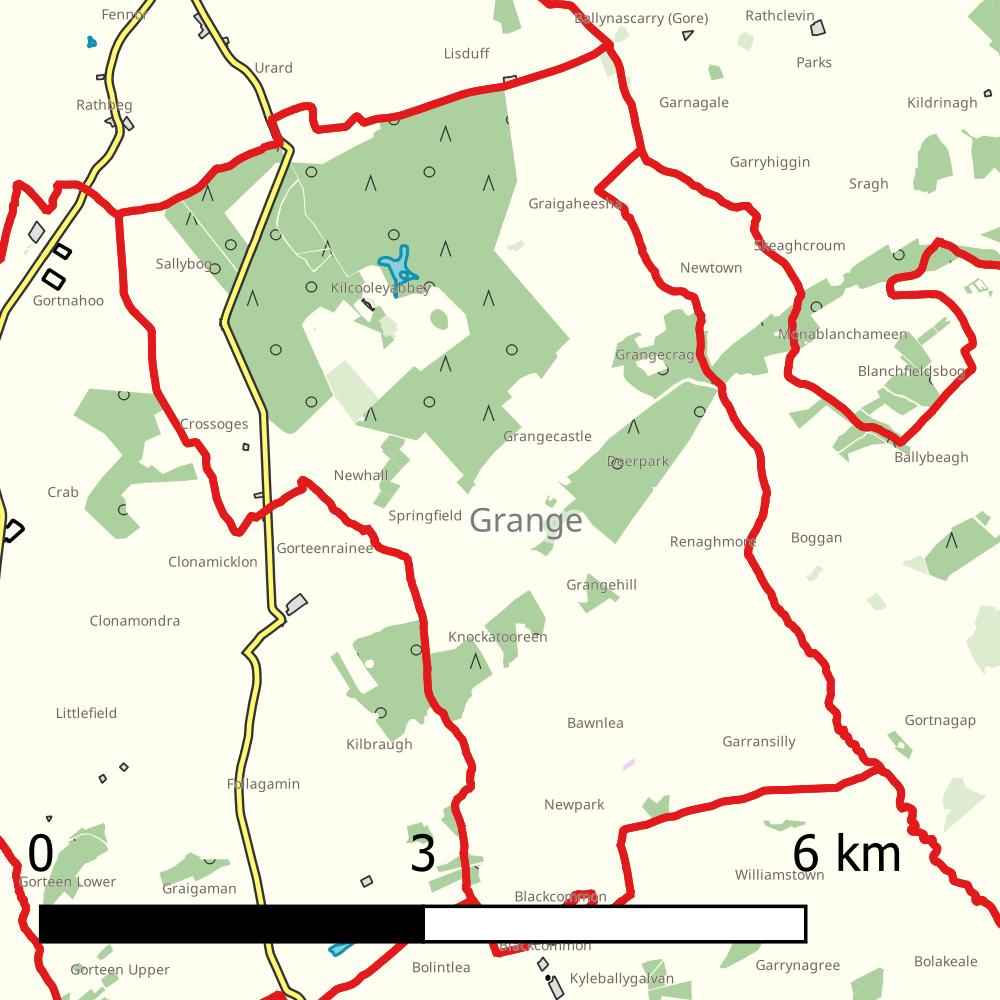 Fennor
Ballynascarry (Gore)
Rathclevin
Lisduff
Parks
Urard
Rathbeg
Garnagale
Kildrinagh
Garryhiggin
Sragh
Graigaheesha
Skeaghcroum
Sallybog
Newtown
Kilcooleyabbey
Gortnahoo
Monablanchameen
Grangecrag
Blanchfieldsbog
Crossoges
Grangecastle
Ballybeagh
Deerpark
Newhall
Crab
Springfield
Grange
Renaghmore
Boggan
Gorteenrainee
Clonamicklon
Grangehill
Clonamondra
Knockatooreen
Littlefield
Bawnlea
Gortnagap
Garransilly
Kilbraugh
Foilagamin
Newpark
0 3 6 km
Gorteen Lower
Graigaman
Williamstown
Blackcommon
Blackcommon
Gorteen Upper
Bolintlea
Garrynagree
Bolakeale
Kyleballygalvan